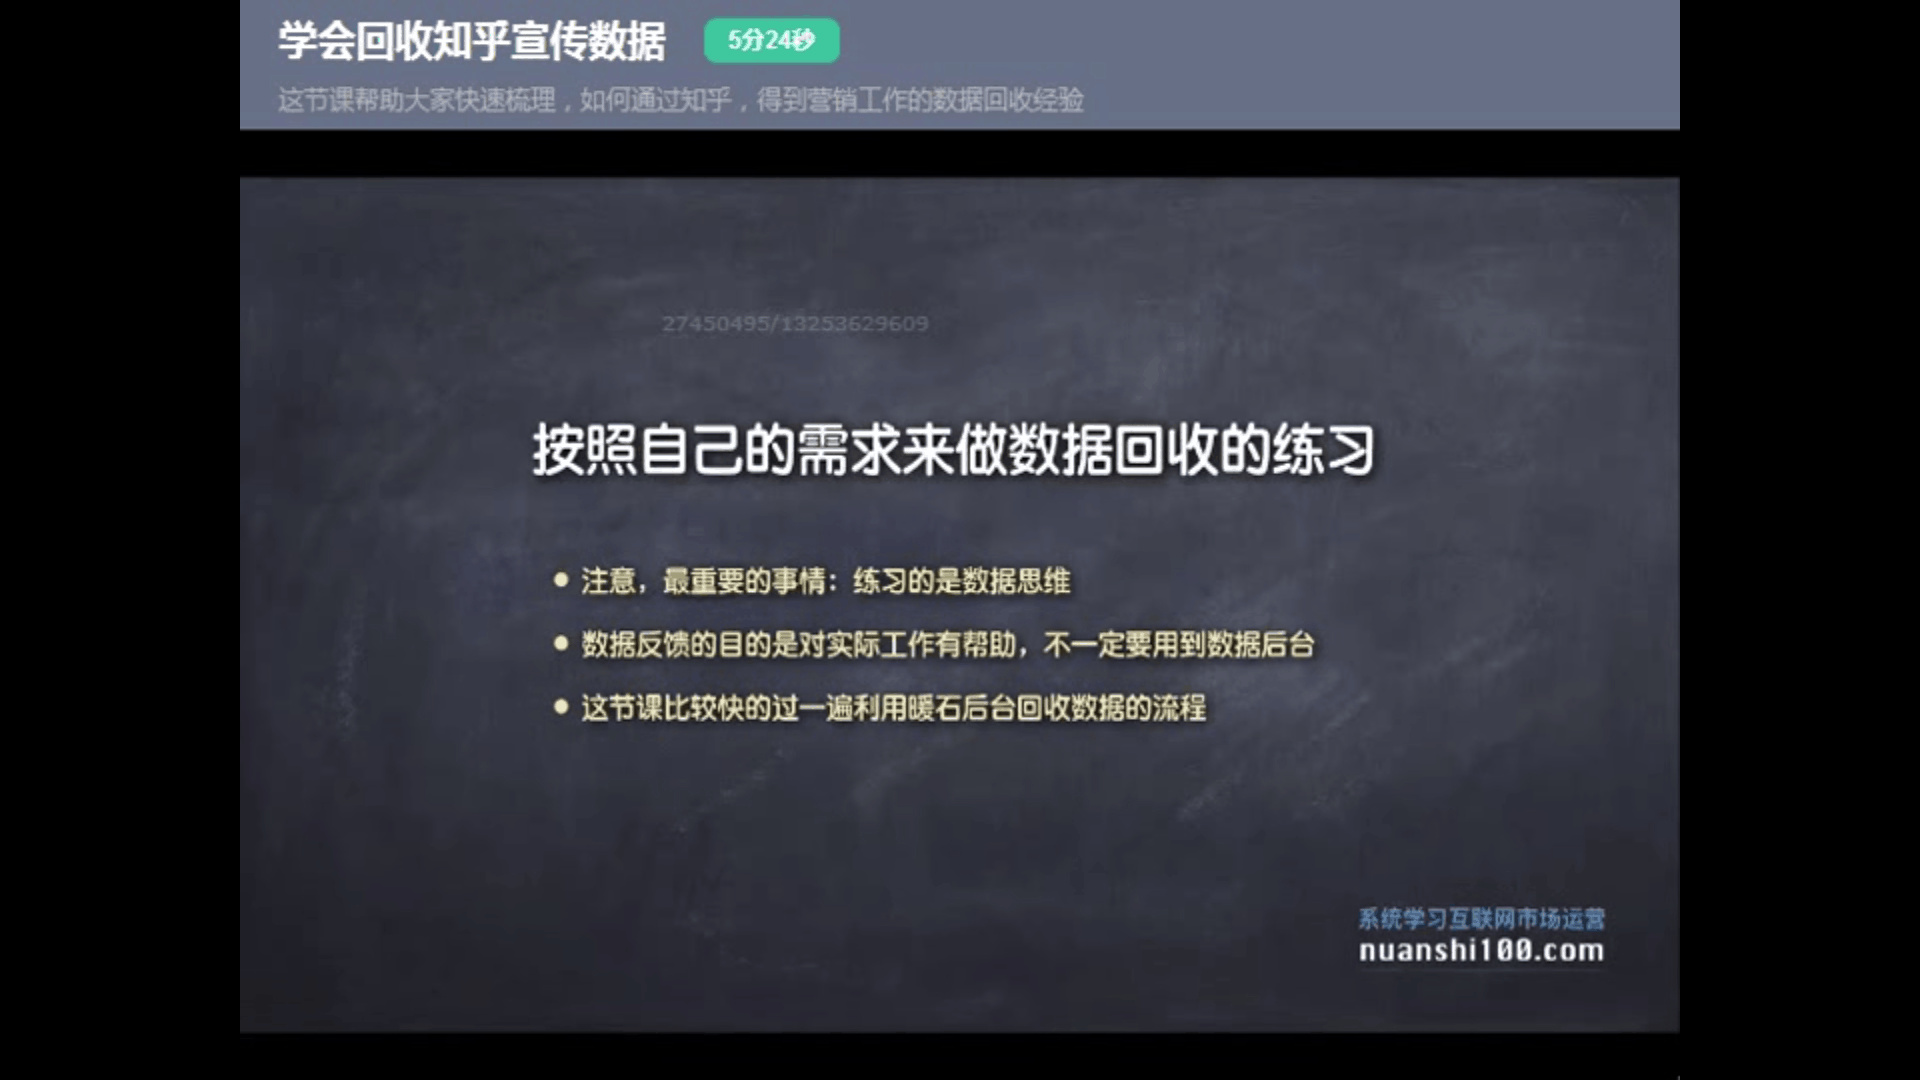 学会回收知乎宣传数据 5分24秒
这节课帮助大家快速梳理，如何通过知乎，得到营销工作的数据回收经验
27450495/13253629609
按照自己的需求来做数据回收的练习
● 注意，最重要的事情：练习的是数据思维
● 数据反馈的目的是对实际工作有帮助，不一定要用到数据后台
● 这节课比较快的过一遍利用暖石后台回收数据的流程
系统学习互联网市场运营
nuanshi100.com